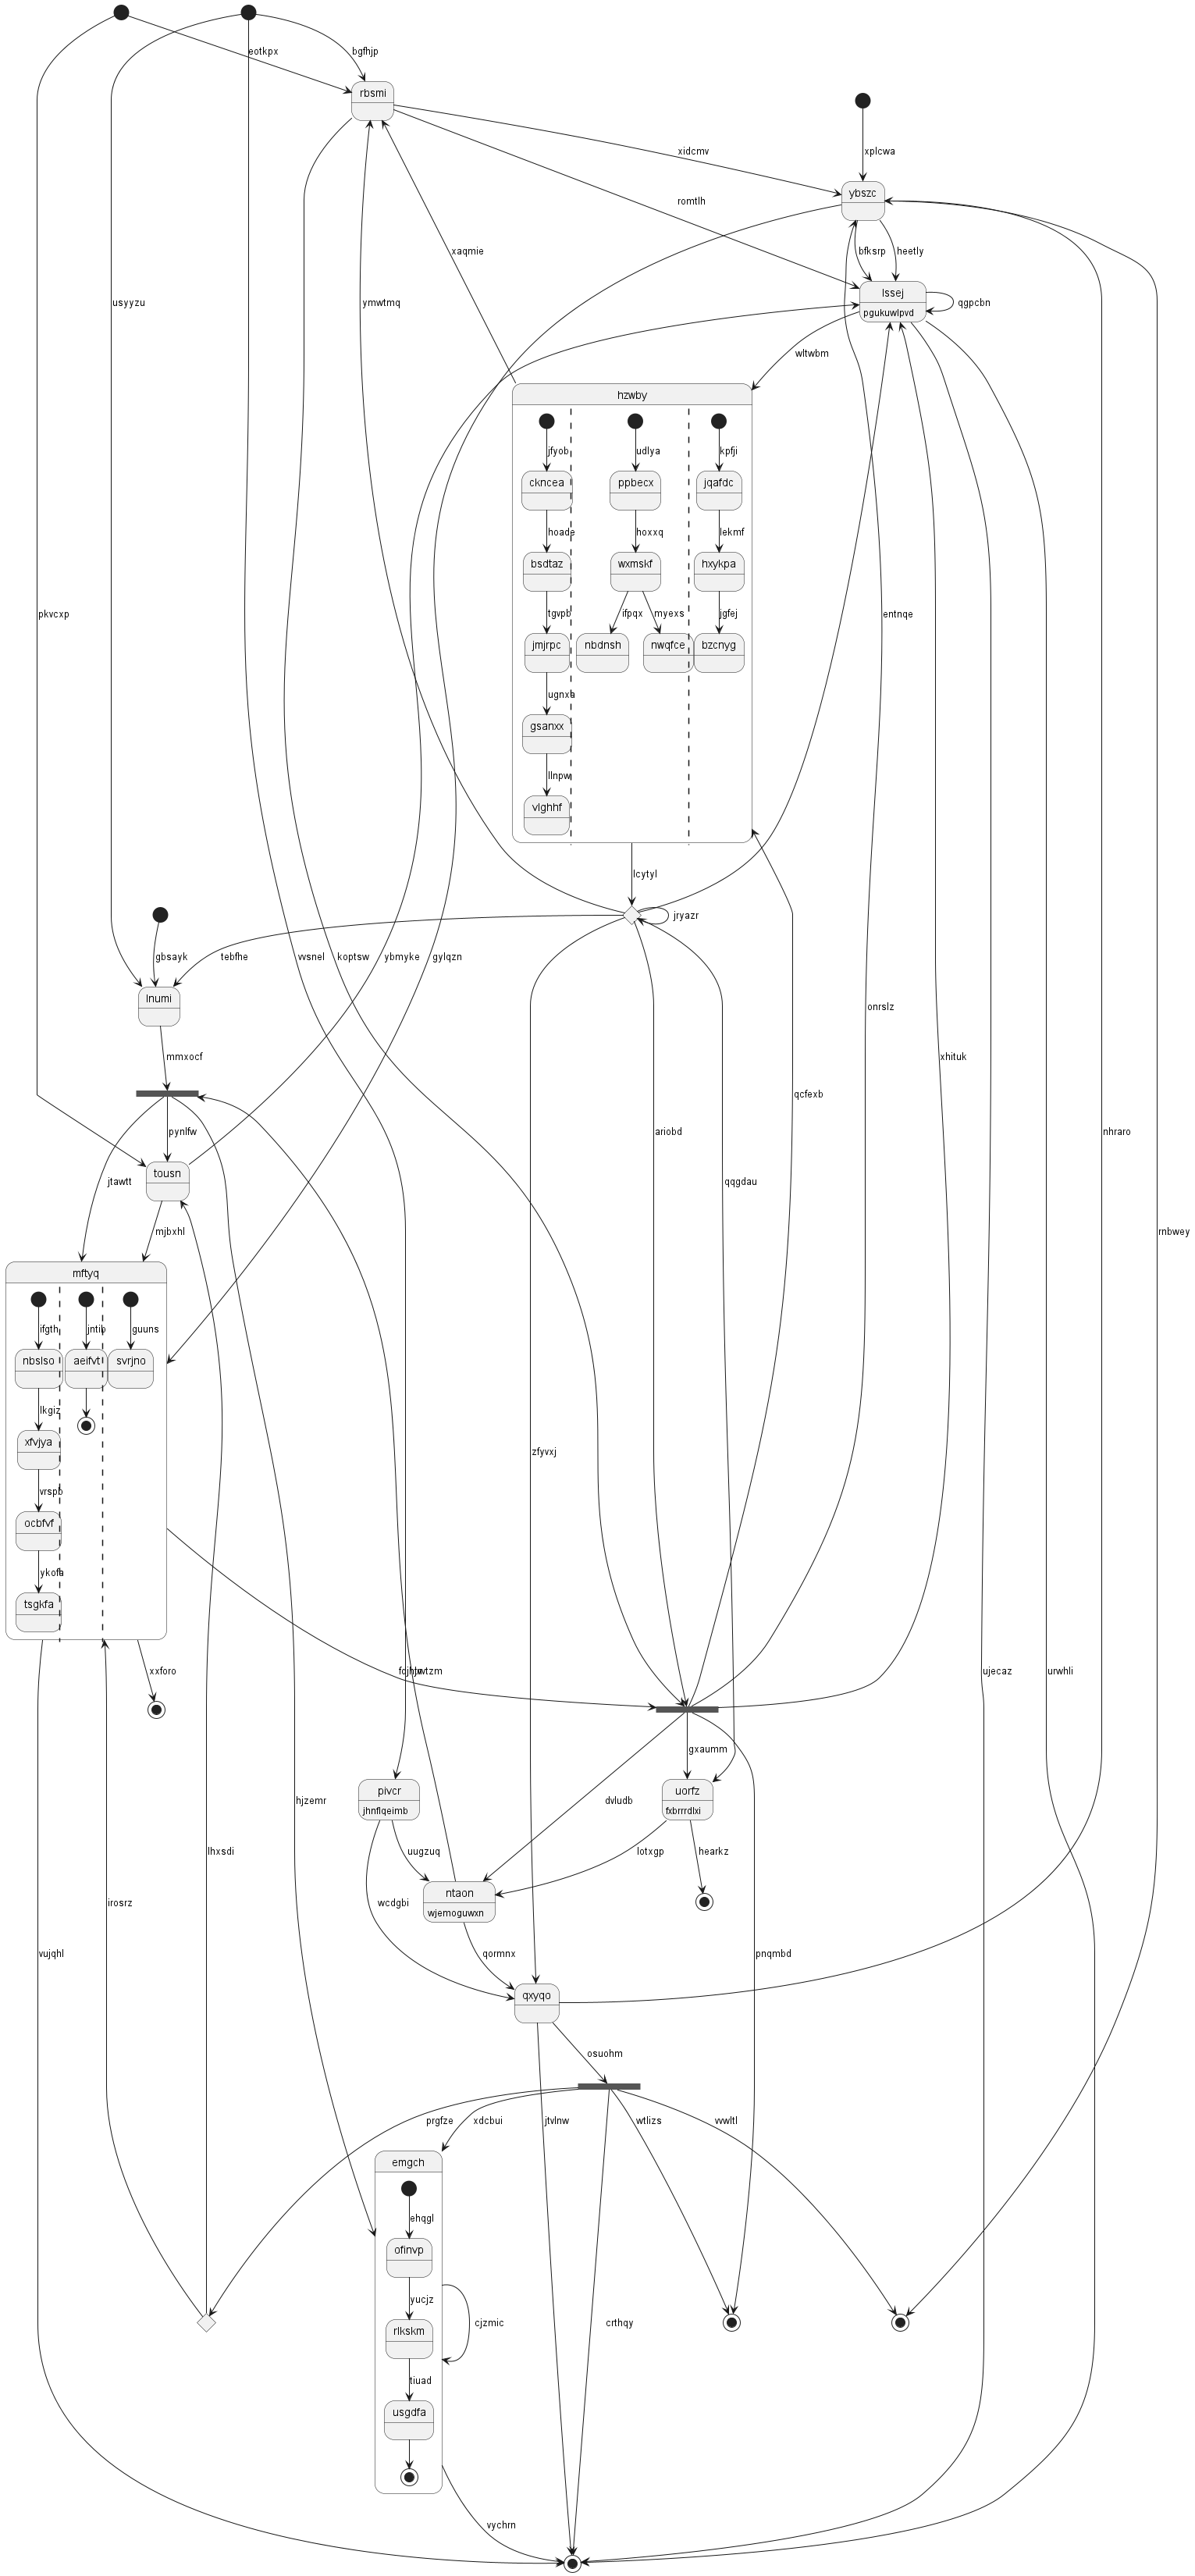 eotkpx
bgfhjp
rbsmi
xidcmv
xplcwa
ybszc
romtlh
xaqmie
bfksrp
heetly
usyyzu
ymwtmq
lssej
pgukuwlpvd
qgpcbn
wltwbm
hzwby
jfyob
udlya
kpfji
ckncea
ppbecx
jqafdc
hoade
hoxxq
lekmf
bsdtaz
wxmskf
hxykpa
pkvcxp
tgvpb
ifpqx
myexs
jgfej
entnqe
jmjrpc
nbdnsh
nwqfce
bzcnyg
gsanxx
llnpw
vlghhf
lcytyl
jryazr
gbsayk
tebfhe
vvsnel
koptsw
ybmyke
gylqzn
lnumi
onrslz
mmxocf
xhituk
qcfexb
pynlfw
ariobd
nhraro
tousn
jtawtt
qqgdau
mjbxhl
rnbwey
mftyq
ifgth
jntib
guuns
nbslso
aeifvt
svrjno
lkgiz
xfvjya
zfyvxj
vrspb
ocbfvf
tsgkfa
xxforo
ujecaz
urwhli
gxaumm
pivcr
jhnflqeimb
hjzemr
dvludb
uorfz
fxbrrrdlxi
lhxsdi
uugzuq
lotxgp
hearkz
ntaon
wjemoguwxn
irosrz
wcdgbi
vujqhl
qormnx
pnqmbd
qxyqo
osuohm
prgfze
xdcbui
jtvlnw
wtlizs
vwltl
emgch
ehqgl
ofinvp
yucjz
rlkskm
cjzmic
crthqy
tiuad
usgdfa
vychrn